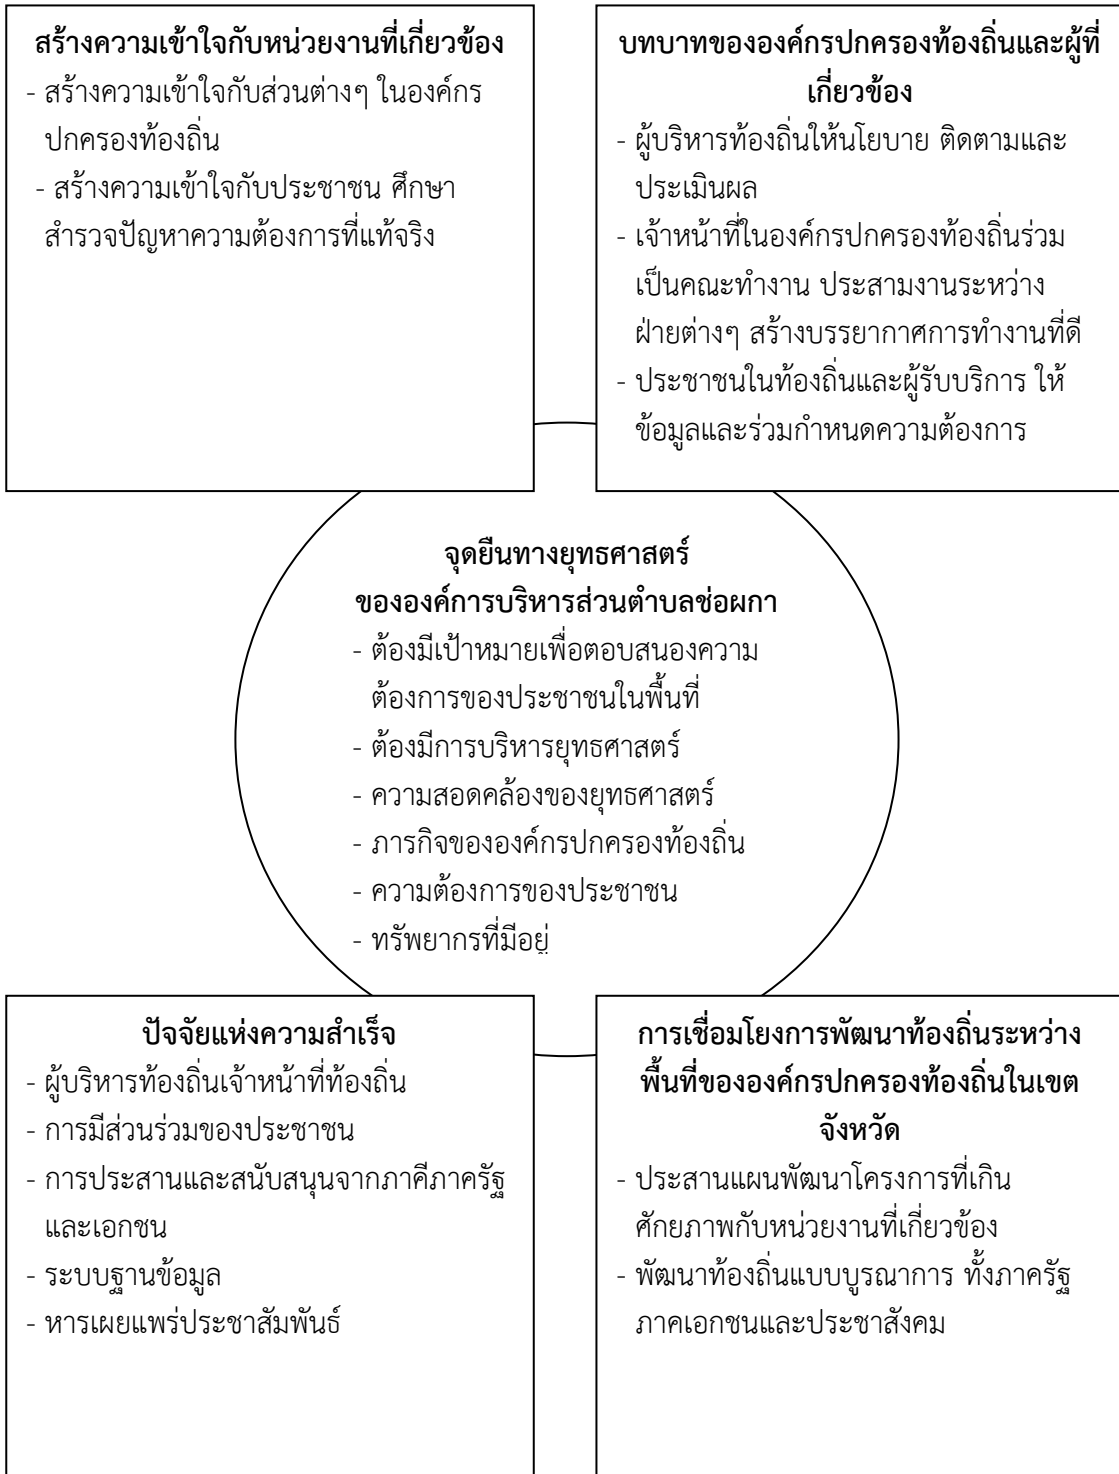 สร้างความเข้าใจกับหน่วยงานที่เกี่ยวข้อง
- สร้างความเข้าใจกับส่วนต่างๆ ในองค์กร
ปกครองท้องถิ่น
- สร้างความเข้าใจกับประชาชน ศึกษา
สำรวจปัญหาความต้องการที่แท้จริง
บทบาทขององค์กรปกครองท้องถิ่นและผู้ที่
เกี่ยวข้อง
- ผู้บริหารท้องถิ่นให้นโยบาย ติดตามและ
ประเมินผล
- เจ้าหน้าที่ในองค์กรปกครองท้องถิ่นร่วม
เป็นคณะทำงาน ประสามงานระหว่าง
ฝ่ายต่างๆ สร้างบรรยากาศการทำงานที่ดี
- ประชาชนในท้องถิ่นและผู้รับบริการ ให้
ข้อมูลและร่วมกำหนดความต้องการ
จุดยืนทางยุทธศาสตร์
ขององค์การบริหารส่วนตำบลช่อผกา
- ต้องมีเป้าหมายเพื่อตอบสนองความ
ต้องการของประชาชนในพื้นที่
- ต้องมีการบริหารยุทธศาสตร์
- ความสอดคล้องของยุทธศาสตร์
- ภารกิจขององค์กรปกครองท้องถิ่น
- ความต้องการของประชาชน
- ทรัพยากรที่มีอยู่
ปัจจัยแห่งความสำเร็จ
- ผู้บริหารท้องถิ่นเจ้าหน้าที่ท้องถิ่น
- การมีส่วนร่วมของประชาชน
- การประสานและสนับสนุนจากภาคีภาครัฐ
และเอกชน
- ระบบฐานข้อมูล
- หารเผยแพร่ประชาสัมพันธ์
การเชื่อมโยงการพัฒนาท้องถิ่นระหว่าง
พื้นที่ขององค์กรปกครองท้องถิ่นในเขต
จังหวัด
- ประสานแผนพัฒนาโครงการที่เกิน
ศักยภาพกับหน่วยงานที่เกี่ยวข้อง
- พัฒนาท้องถิ่นแบบบูรณาการ ทั้งภาครัฐ
ภาคเอกชนและประชาสังคม